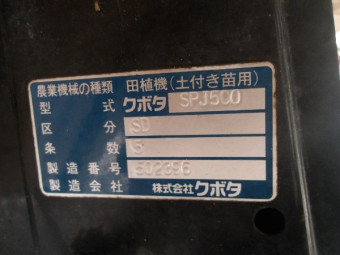 農業機械の種類 田植機(土付き苗用)
型式 クボタ SPJ500
区分 SD
条数 5
製造番号
製造会社 株式会社クボタ